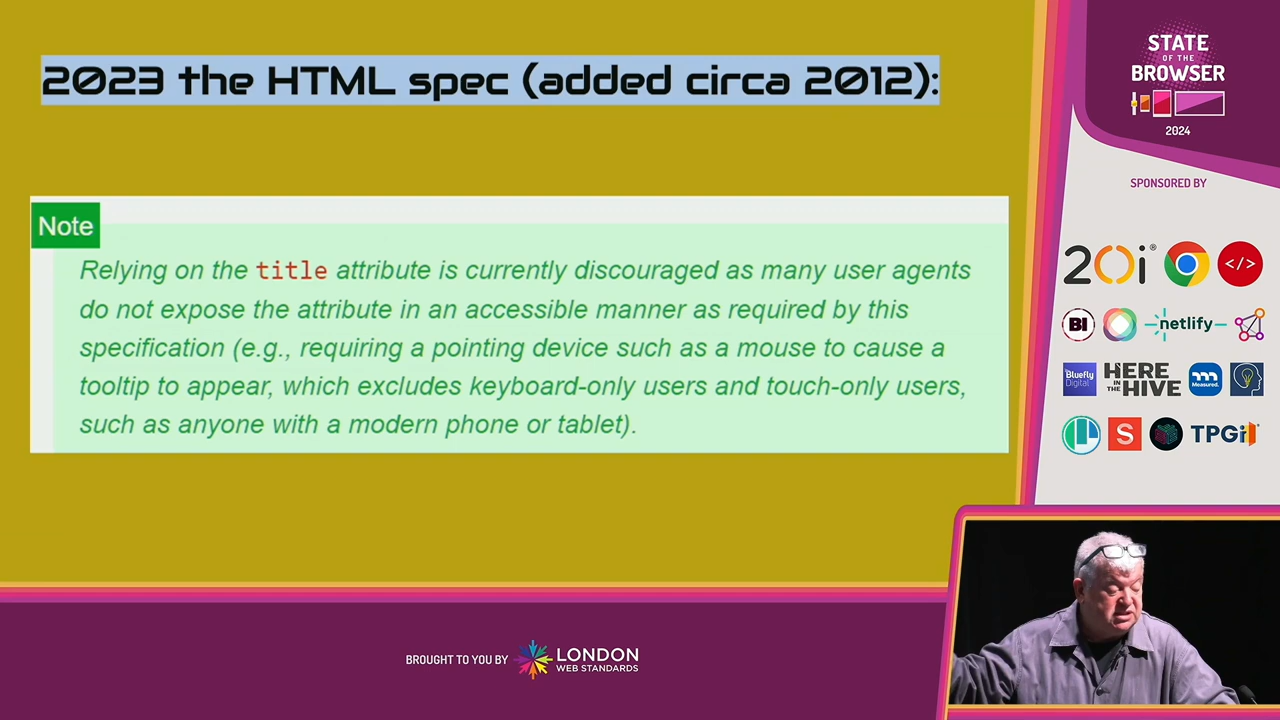 2023 the HTML spec (added circa 2012):
Note
Relying on the title attribute is currently discouraged as many user agents
do not expose the attribute in an accessible manner as required by this
specification (e.g., requiring a pointing device such as a mouse to cause a
tooltip to appear, which excludes keyboard-only users and touch-only users,
such as anyone with a modern phone or tablet).
STATE
OF THE
BROWSER
2024
SPONSORED BY
20i®
</>
BI
netlify
Bluefly
Digital
HERE
IN THE
HIVE
Measured.
S
TPGi
BROUGHT TO YOU BY
LONDON
WEB STANDARDS